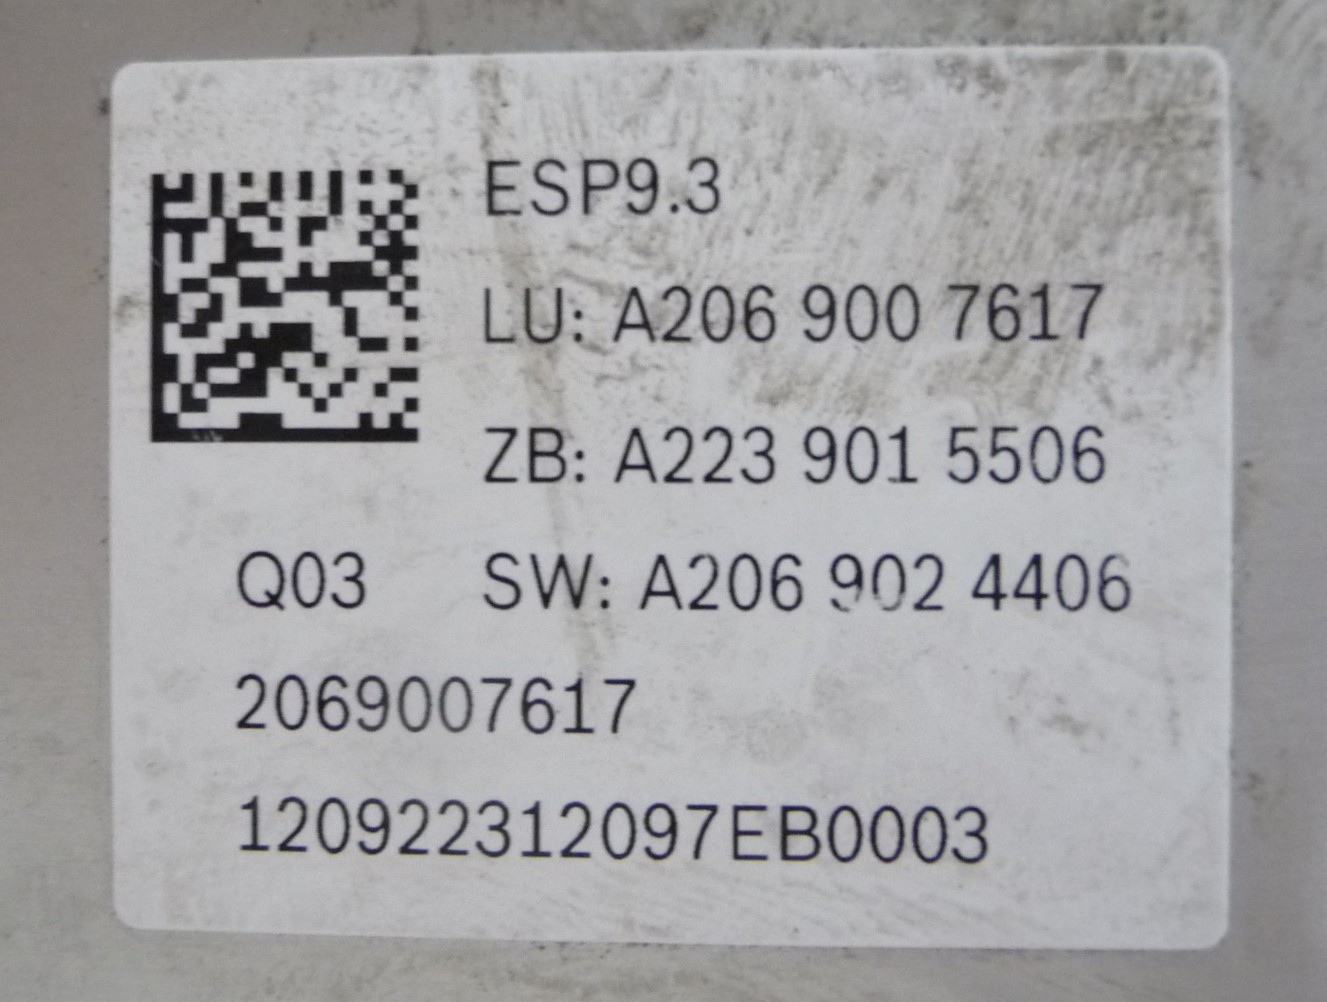 ESP9.3
LU: A206 900 7617
ZB: A223 901 5506
Q03 SW: A206 902 4406
2069007617
120922312097EB0003